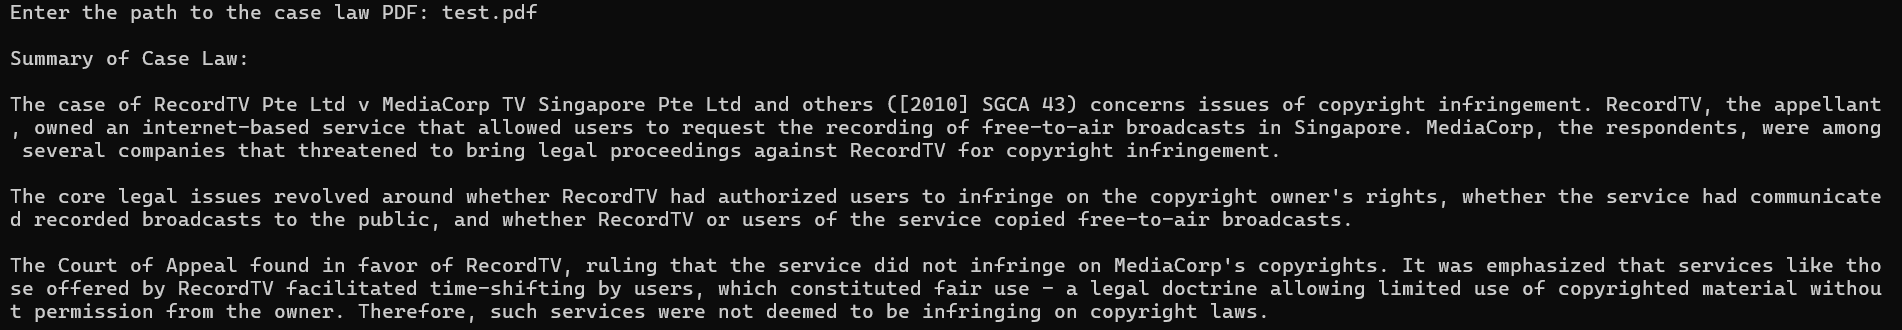 Enter the path to the case law PDF: test.pdf
Summary of Case Law:
The case of RecordTV Pte Ltd v MediaCorp TV Singapore Pte Ltd and others ([2010] SGCA 43) concerns issues of copyright infringement. RecordTV, the appellant
, owned an internet-based service that allowed users to request the recording of free-to-air broadcasts in Singapore. MediaCorp, the respondents, were among
several companies that threatened to bring legal proceedings against RecordTV for copyright infringement.
The core legal issues revolved around whether RecordTV had authorized users to infringe on the copyright owner's rights, whether the service had communicate
d recorded broadcasts to the public, and whether RecordTV or users of the service copied free-to-air broadcasts.
The Court of Appeal found in favor of RecordTV, ruling that the service did not infringe on MediaCorp's copyrights. It was emphasized that services like tho
se offered by RecordTV facilitated time-shifting by users, which constituted fair use - a legal doctrine allowing limited use of copyrighted material withou
t permission from the owner. Therefore, such services were not deemed to be infringing on copyright laws.